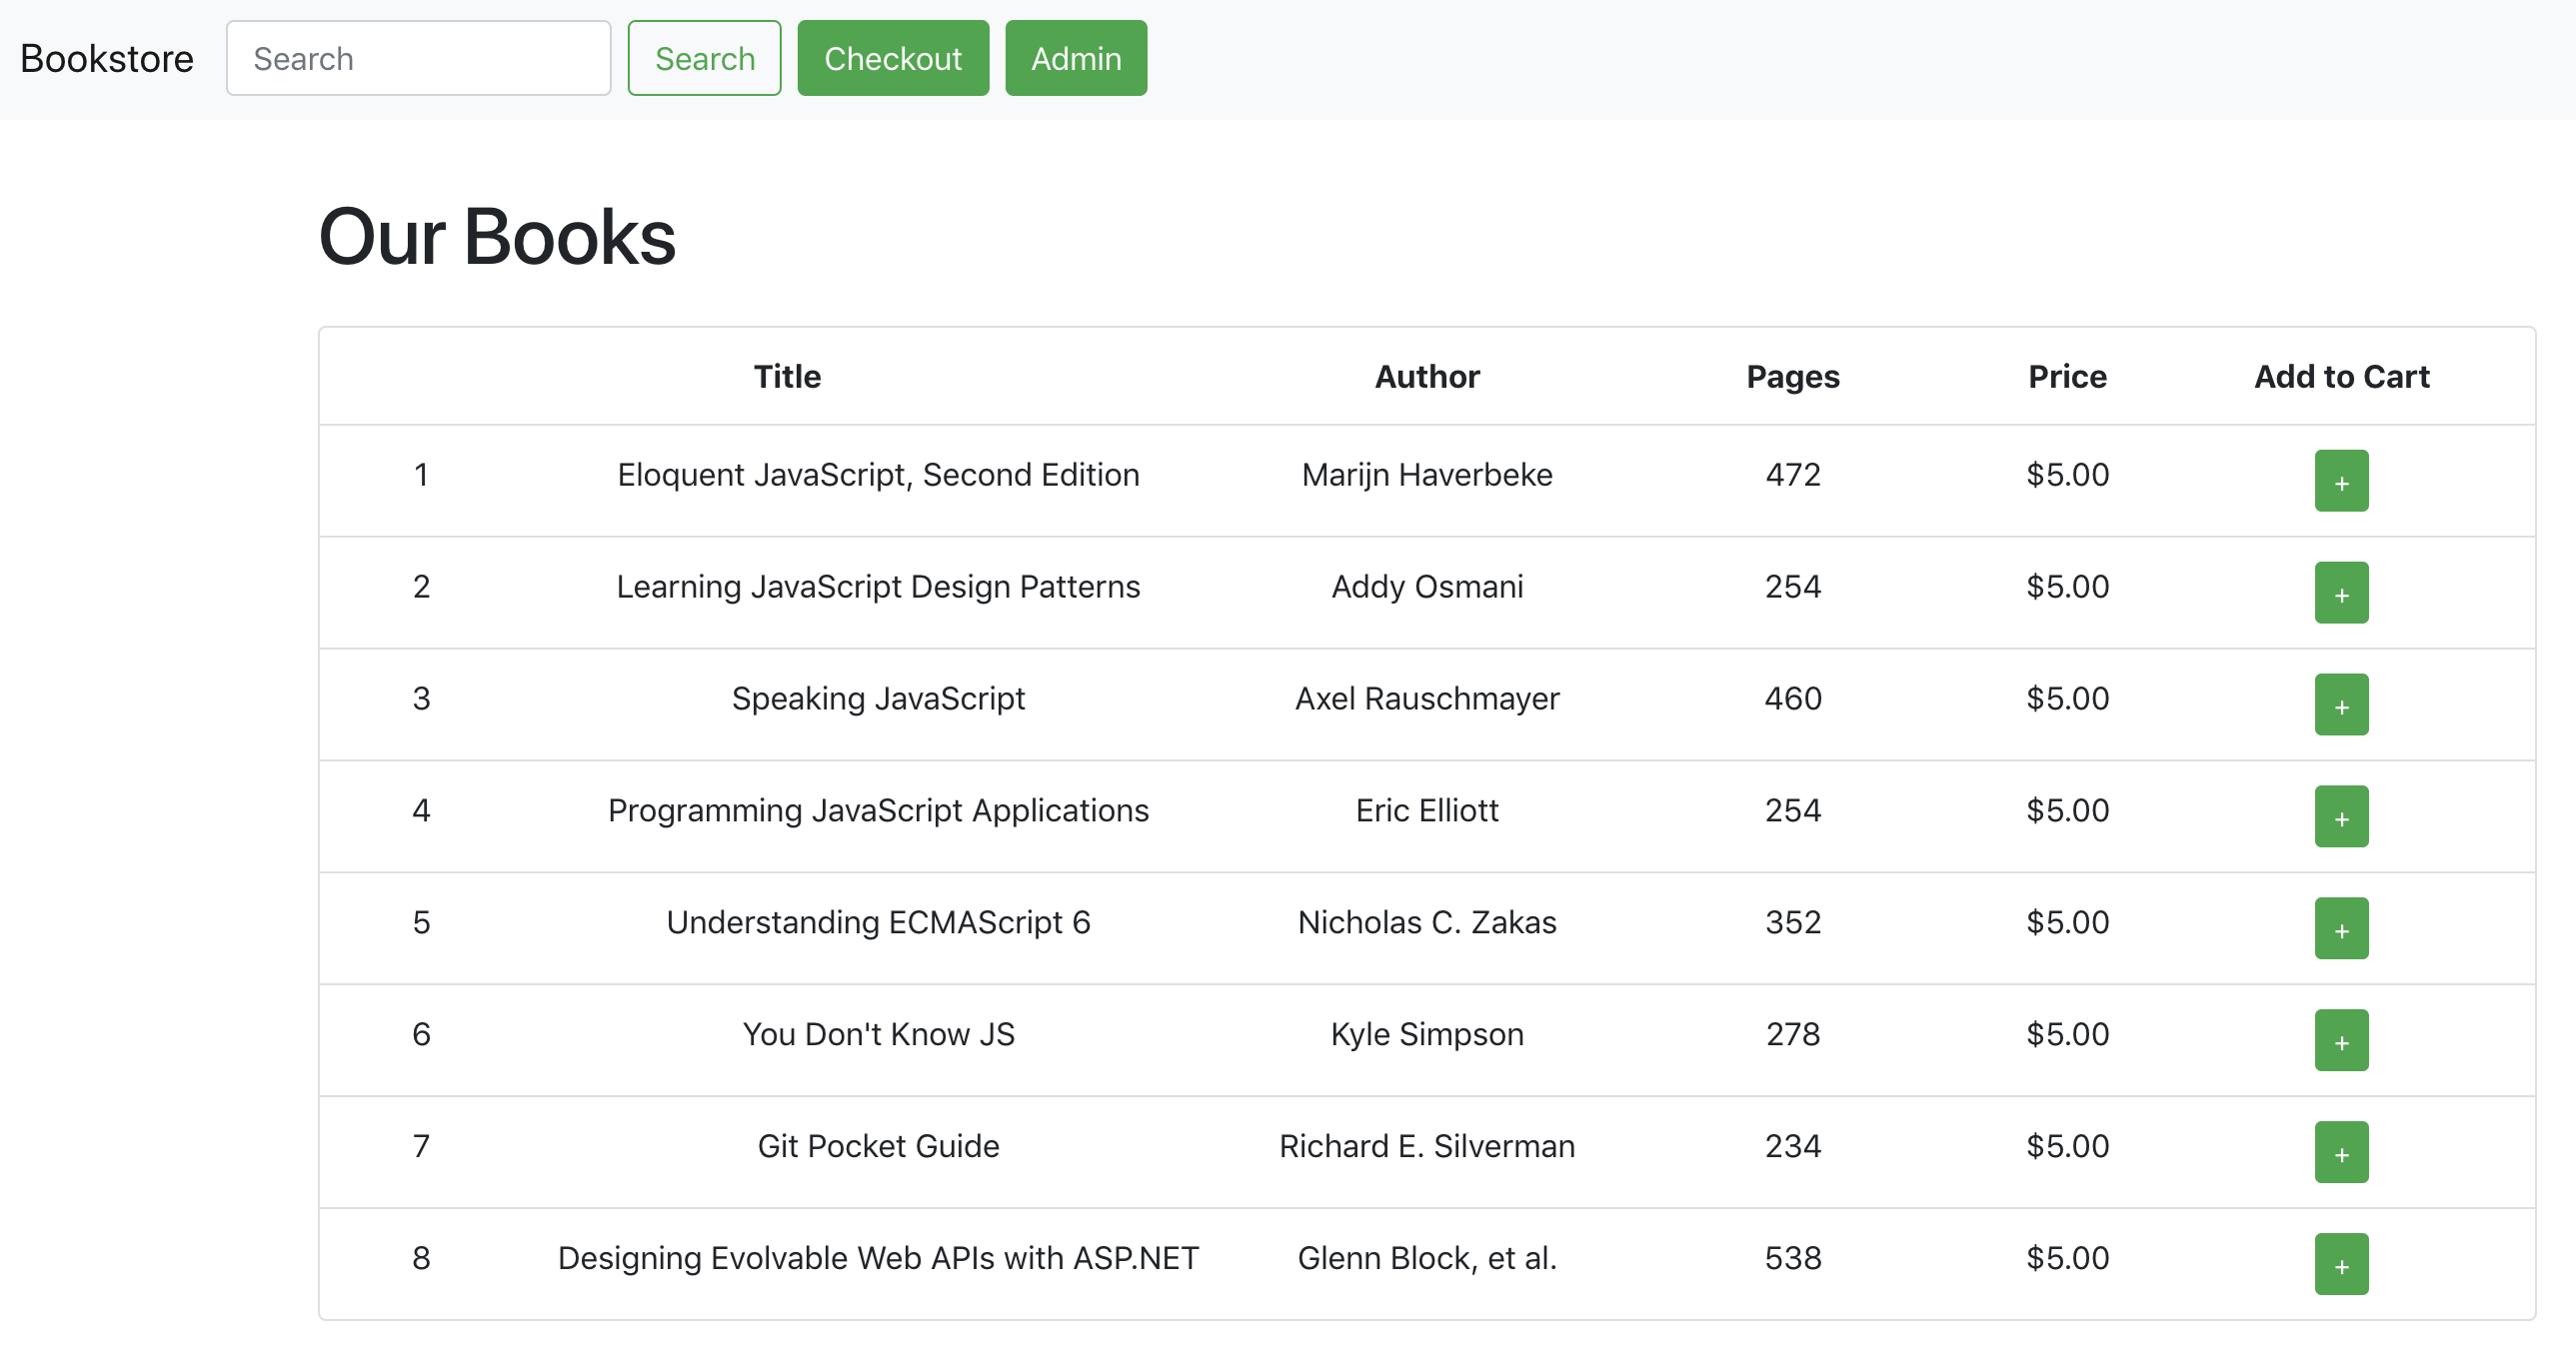 Bookstore Search Search Checkout Admin
Our Books
Title Author Pages Price Add to Cart
1 Eloquent JavaScript, Second Edition Marijn Haverbeke 472 $5.00 +
2 Learning JavaScript Design Patterns Addy Osmani 254 $5.00 +
3 Speaking JavaScript Axel Rauschmayer 460 $5.00 +
4 Programming JavaScript Applications Eric Elliott 254 $5.00 +
5 Understanding ECMAScript 6 Nicholas C. Zakas 352 $5.00 +
6 You Don't Know JS Kyle Simpson 278 $5.00 +
7 Git Pocket Guide Richard E. Silverman 234 $5.00 +
8 Designing Evolvable Web APIs with ASP.NET Glenn Block, et al. 538 $5.00 +